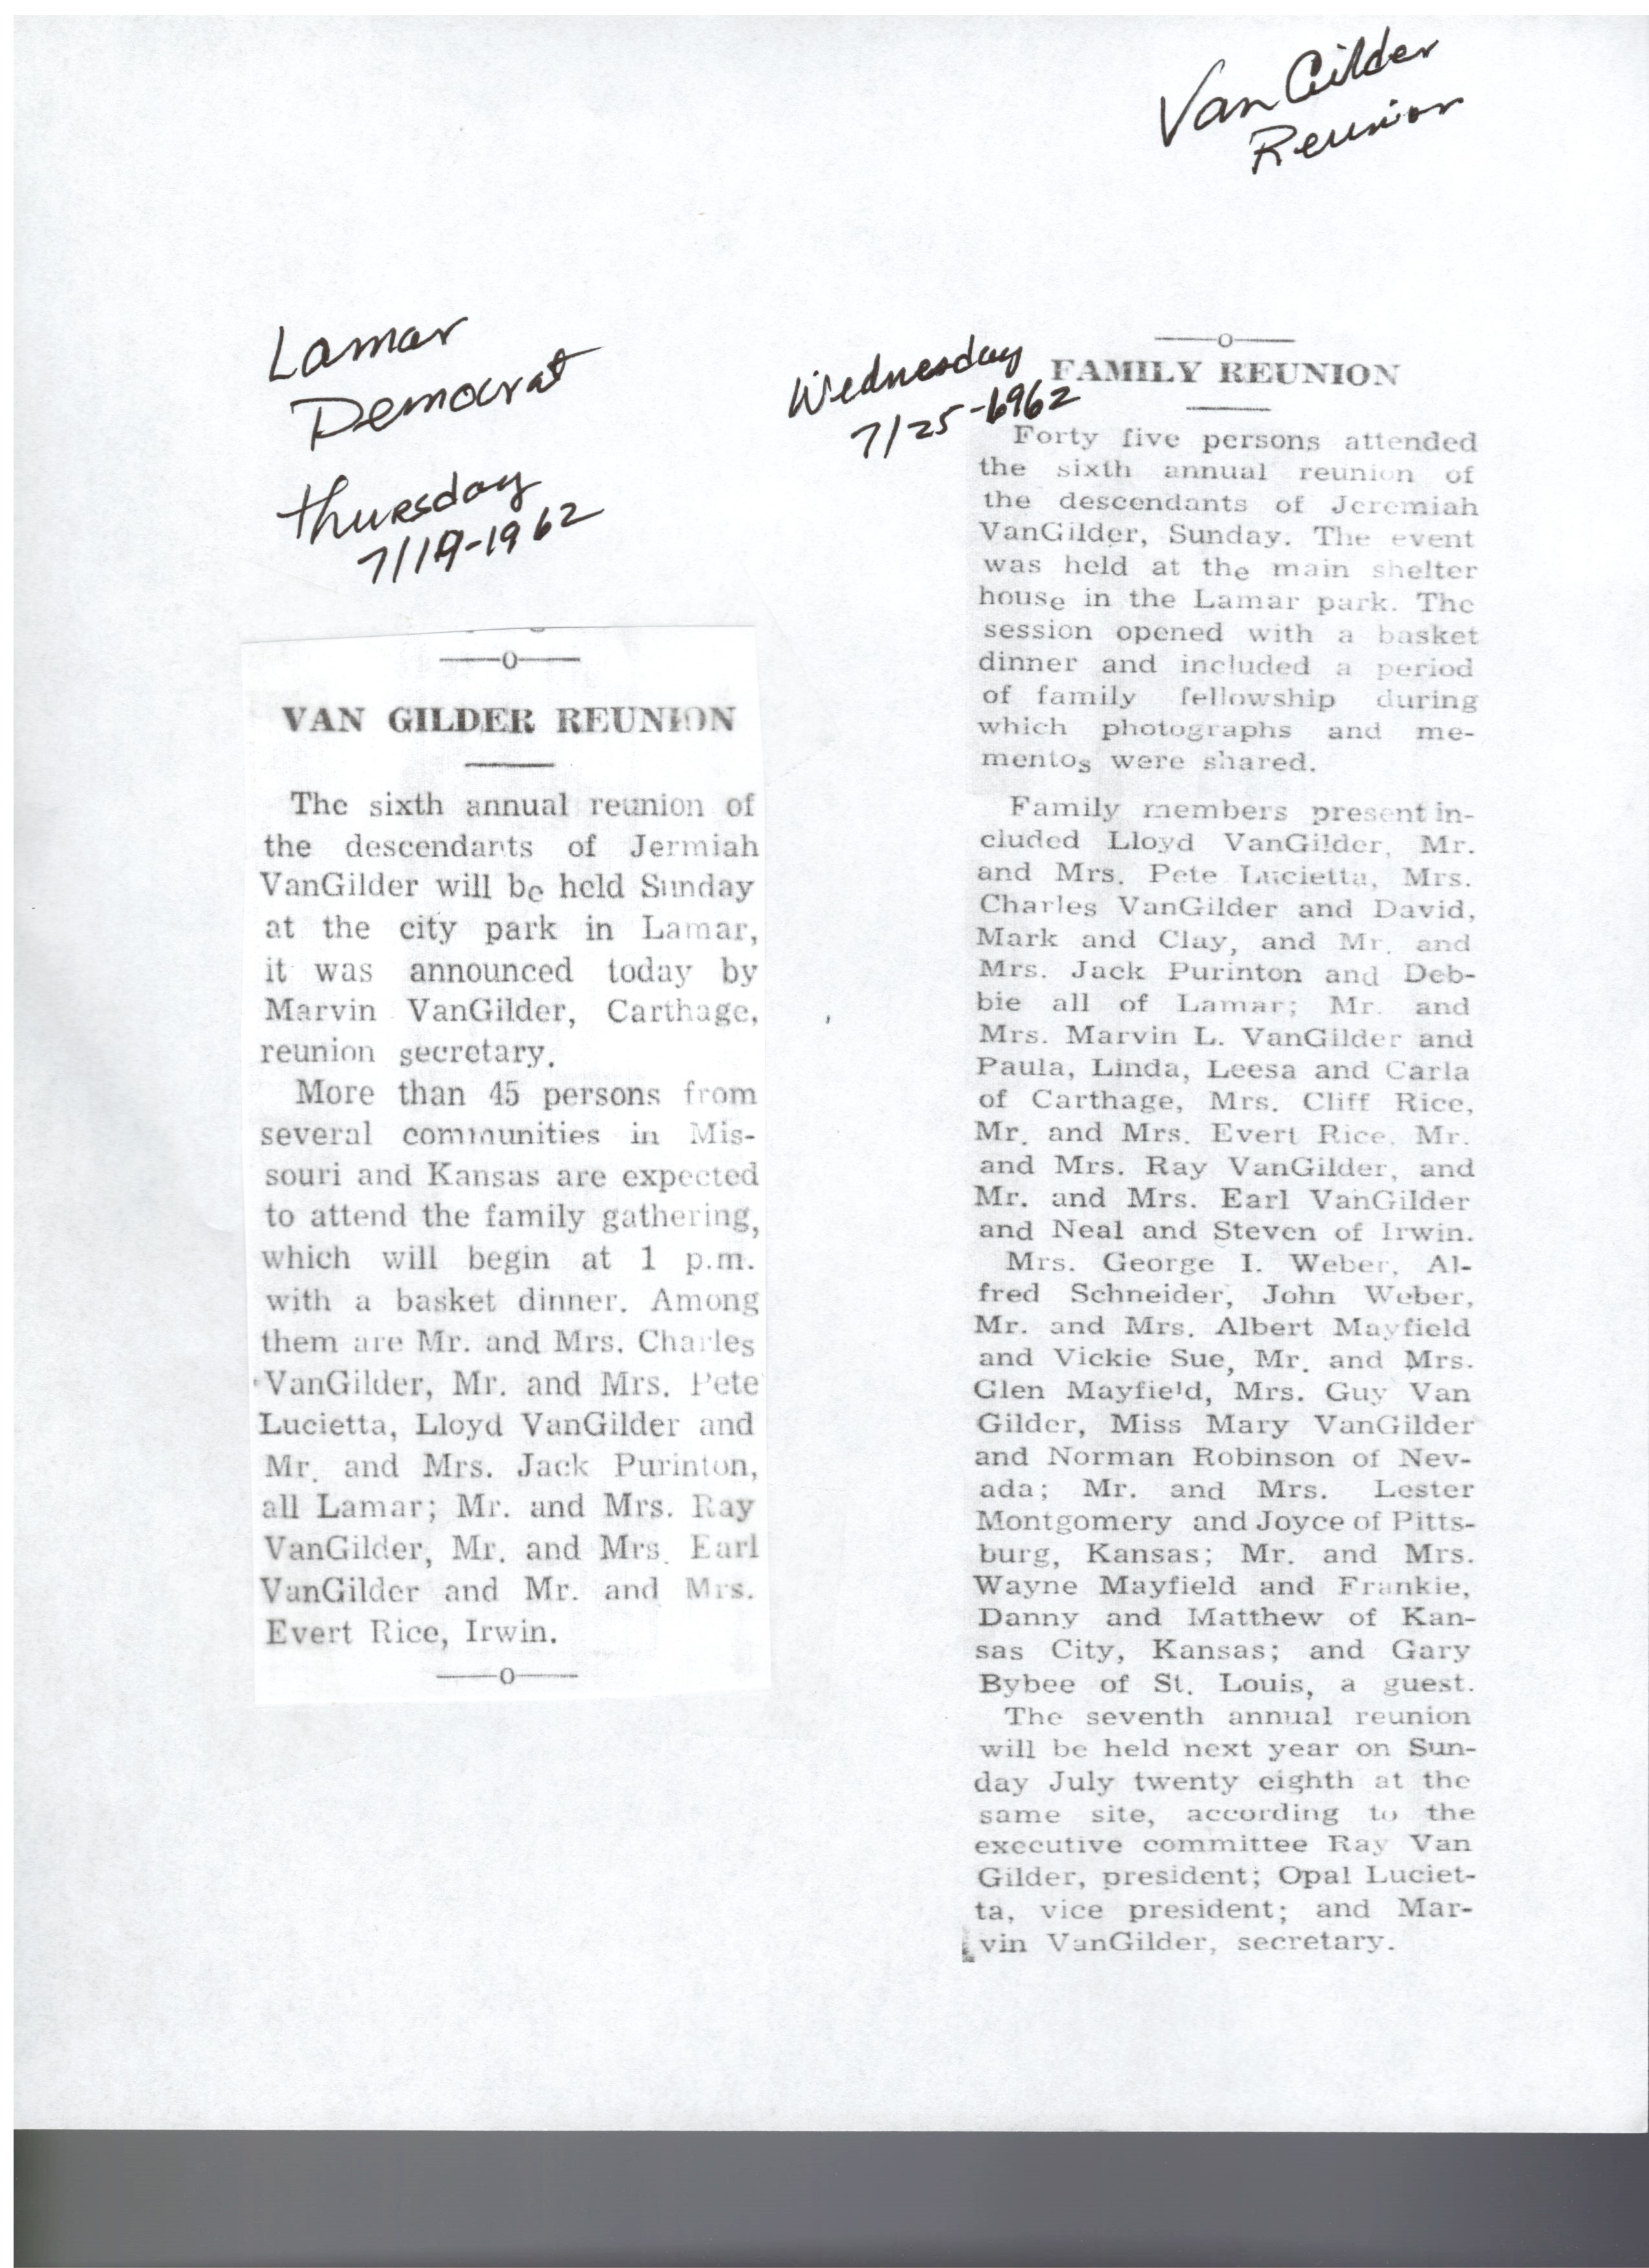 Van Gilder
Reunion
Lamar
Democrat
Thursday
7/19-1962
—o—
VAN GILDER REUNION
The sixth annual reunion of
the descendants of Jermiah
VanGilder will be held Sunday
at the city park in Lamar,
it was announced today by
Marvin VanGilder, Carthage,
reunion secretary.
More than 45 persons from
several communities in Mis-
souri and Kansas are expected
to attend the family gathering,
which will begin at 1 p.m.
with a basket dinner. Among
them are Mr. and Mrs. Charles
VanGilder, Mr. and Mrs. Pete
Lucietta, Lloyd VanGilder and
Mr. and Mrs. Jack Purinton,
all Lamar; Mr. and Mrs. Ray
VanGilder, Mr. and Mrs. Earl
VanGilder and Mr. and Mrs.
Evert Rice, Irwin.
—o—
Wednesday
7/25-1962
—o—
FAMILY REUNION
Forty five persons attended
the sixth annual reunion of
the descendants of Jeremiah
VanGilder, Sunday. The event
was held at the main shelter
house in the Lamar park. The
session opened with a basket
dinner and included a period
of family fellowship during
which photographs and me-
mentos were shared.
Family members present in-
cluded Lloyd VanGilder, Mr.
and Mrs. Pete Lucietta, Mrs.
Charles VanGilder and David,
Mark and Clay, and Mr. and
Mrs. Jack Purinton and Deb-
bie all of Lamar; Mr. and
Mrs. Marvin L. VanGilder and
Paula, Linda, Leesa and Carla
of Carthage, Mrs. Cliff Rice,
Mr. and Mrs. Evert Rice, Mr.
and Mrs. Ray VanGilder, and
Mr. and Mrs. Earl VanGilder
and Neal and Steven of Irwin.
Mrs. George I. Weber, Al-
fred Schneider, John Weber,
Mr. and Mrs. Albert Mayfield
and Vickie Sue, Mr. and Mrs.
Glen Mayfield, Mrs. Guy Van
Gilder, Miss Mary VanGilder
and Norman Robinson of Nev-
ada; Mr. and Mrs. Lester
Montgomery and Joyce of Pitts-
burg, Kansas; Mr. and Mrs.
Wayne Mayfield and Frankie,
Danny and Matthew of Kan-
sas City, Kansas; and Gary
Bybee of St. Louis, a guest.
The seventh annual reunion
will be held next year on Sun-
day July twenty eighth at the
same site, according to the
executive committee Ray Van
Gilder, president; Opal Luciet-
ta, vice president; and Mar-
vin VanGilder, secretary.